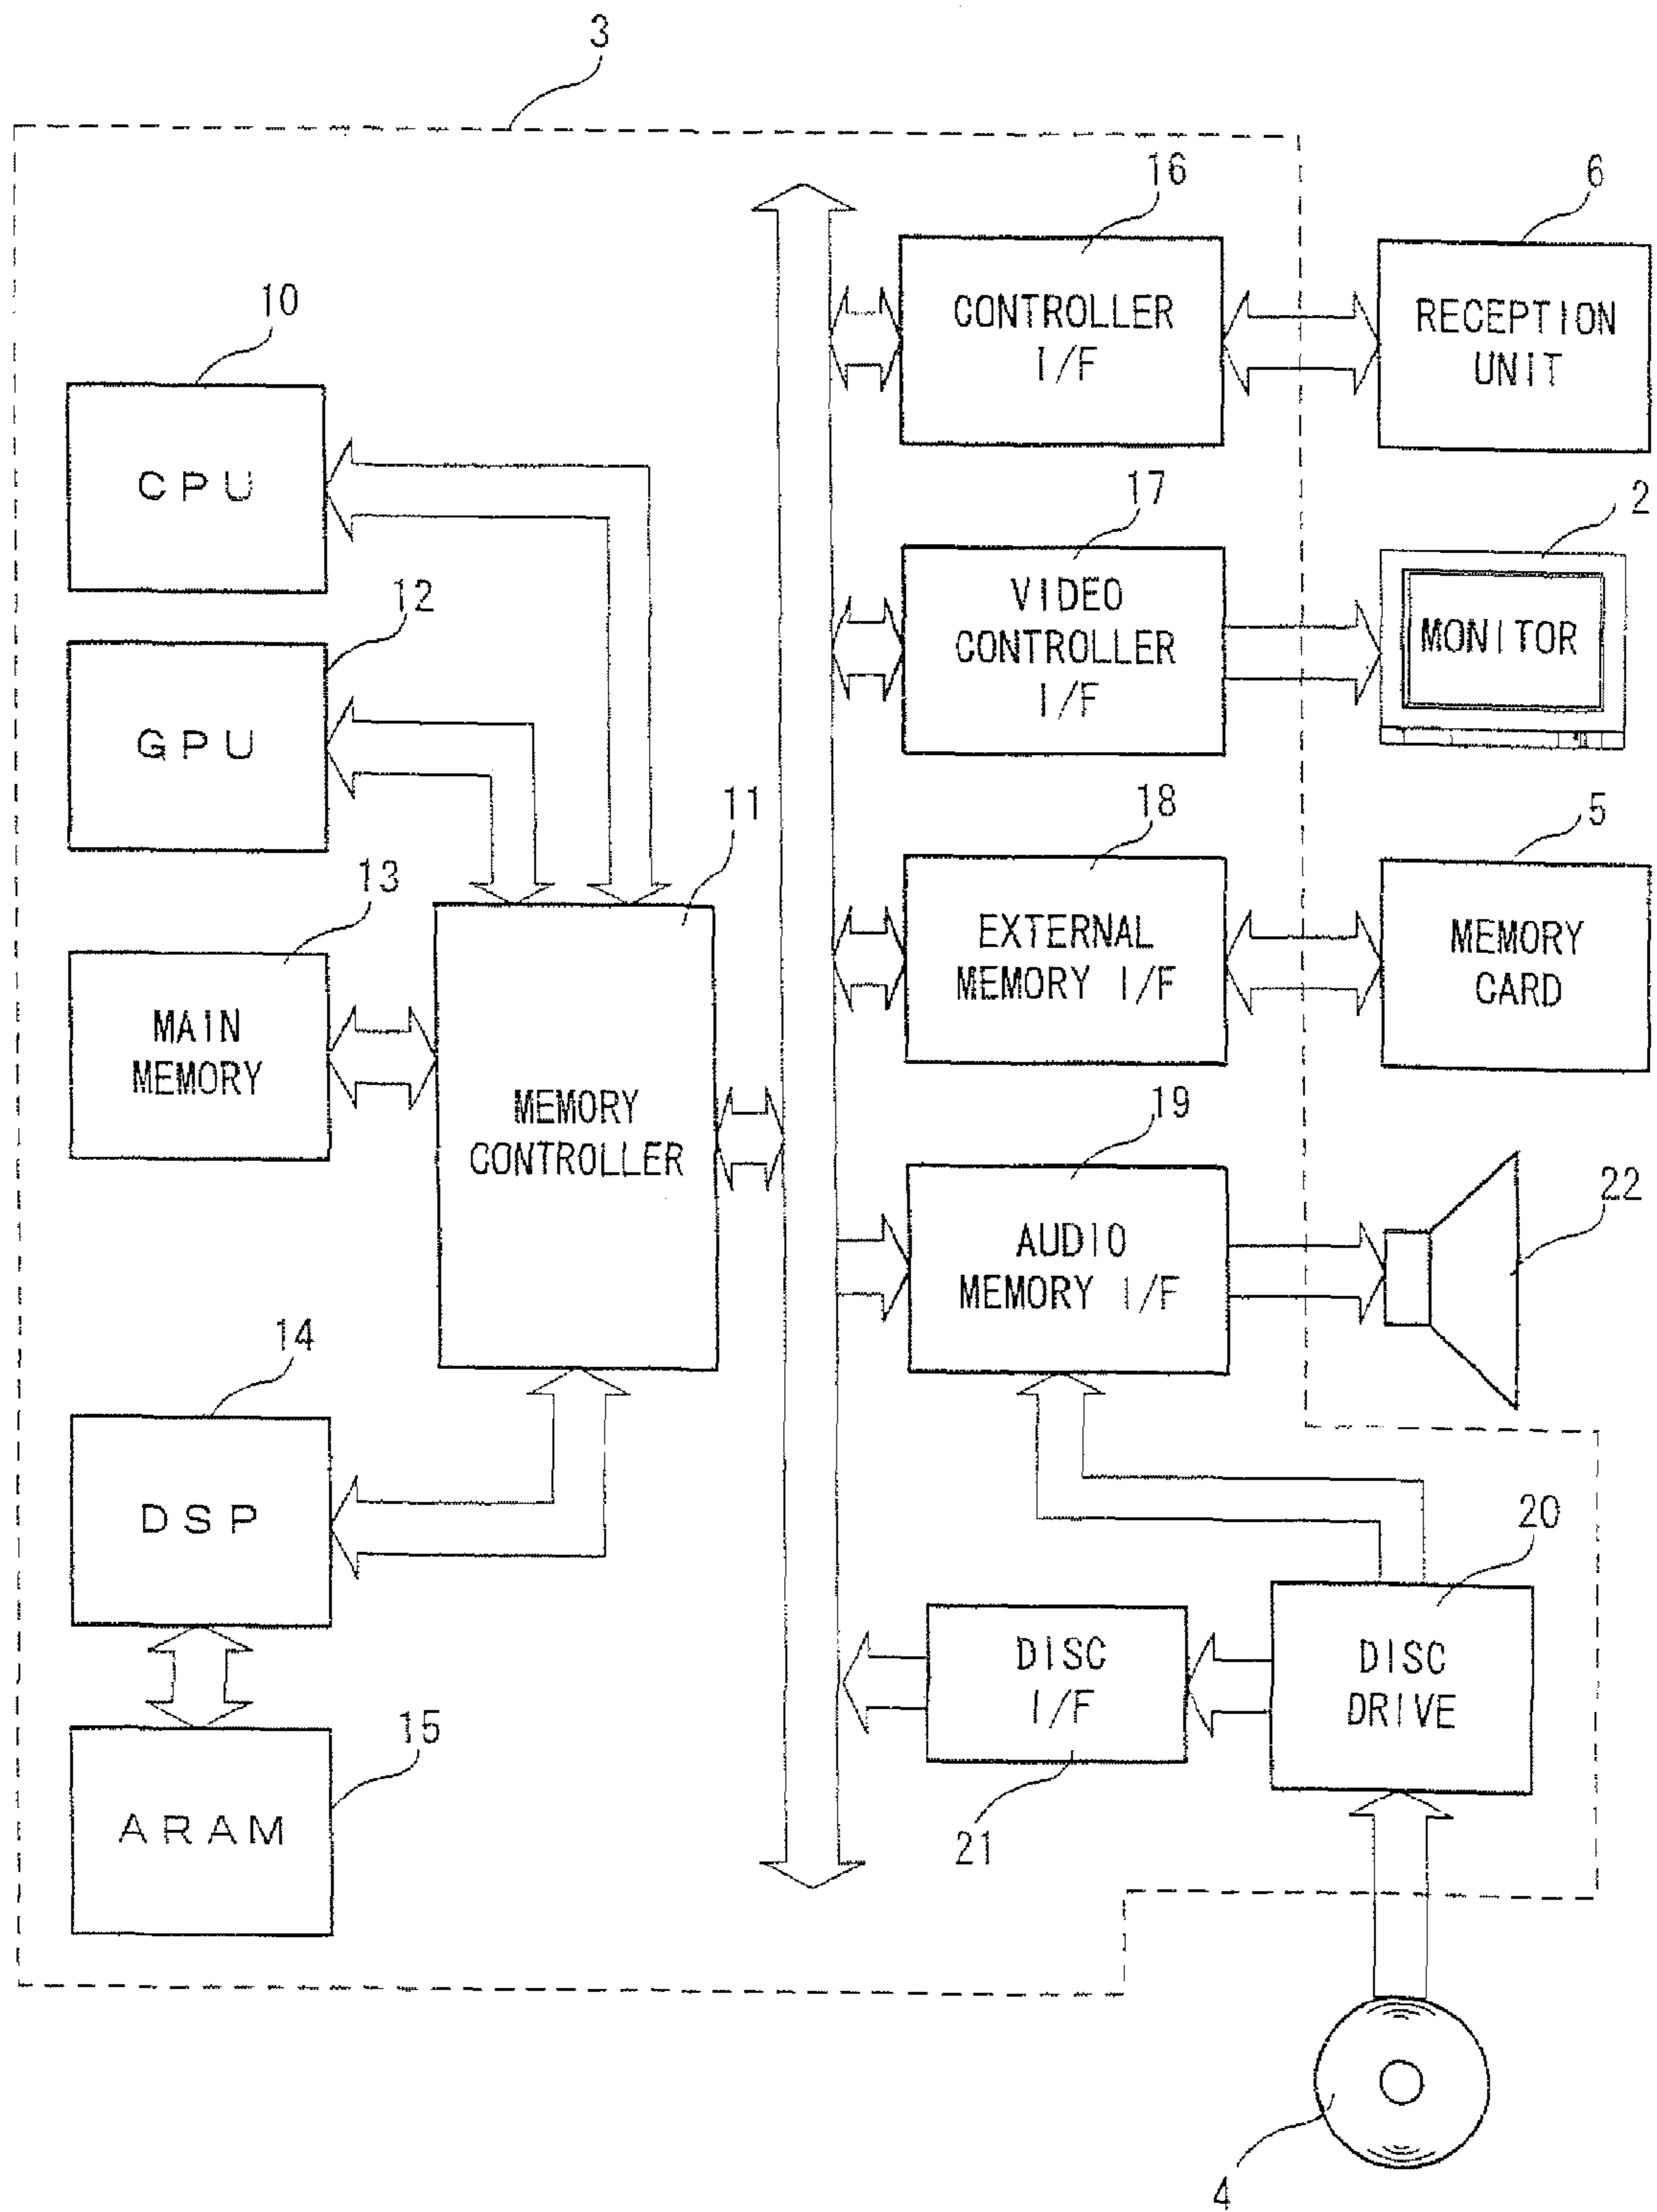 3
16
6
CONTROLLER
I/F
RECEPTION
UNIT
10
CPU
17
2
VIDEO
CONTROLLER
I/F
MONITOR
12
GPU
11
18
5
EXTERNAL
MEMORY I/F
MEMORY
CARD
13
MAIN
MEMORY
MEMORY
CONTROLLER
19
22
AUDIO
MEMORY I/F
14
DSP
20
DISC
I/F
DISC
DRIVE
15
21
ARAM
4